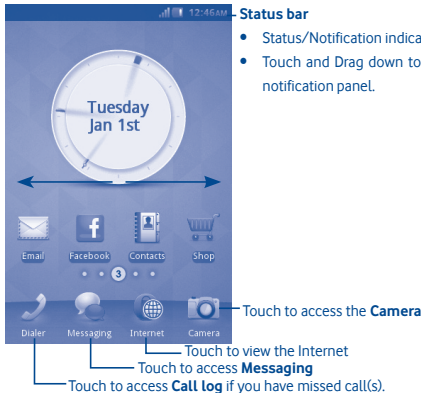 12:46AM
Status bar
• Status/Notification indica
• Touch and Drag down to
notification panel.
Tuesday
Jan 1st
Email Facebook Contacts Shop
3
Touch to access the Camera
Dialer Messaging Internet Camera
Touch to view the Internet
Touch to access Messaging
Touch to access Call log if you have missed call(s).